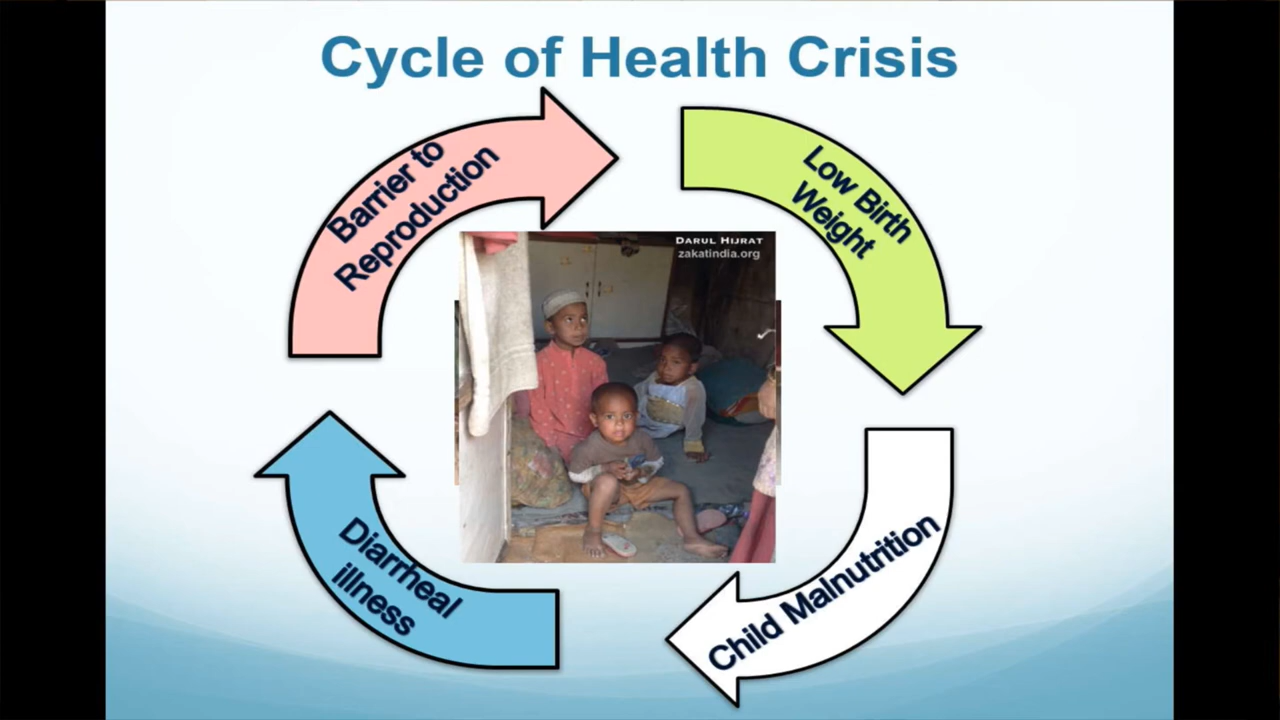 Cycle of Health Crisis
Barrier to
Reproduction
Low Birth
Weight
DARUL HIJRAT
zakatindia.org
Child Malnutrition
Diarrheal
illness